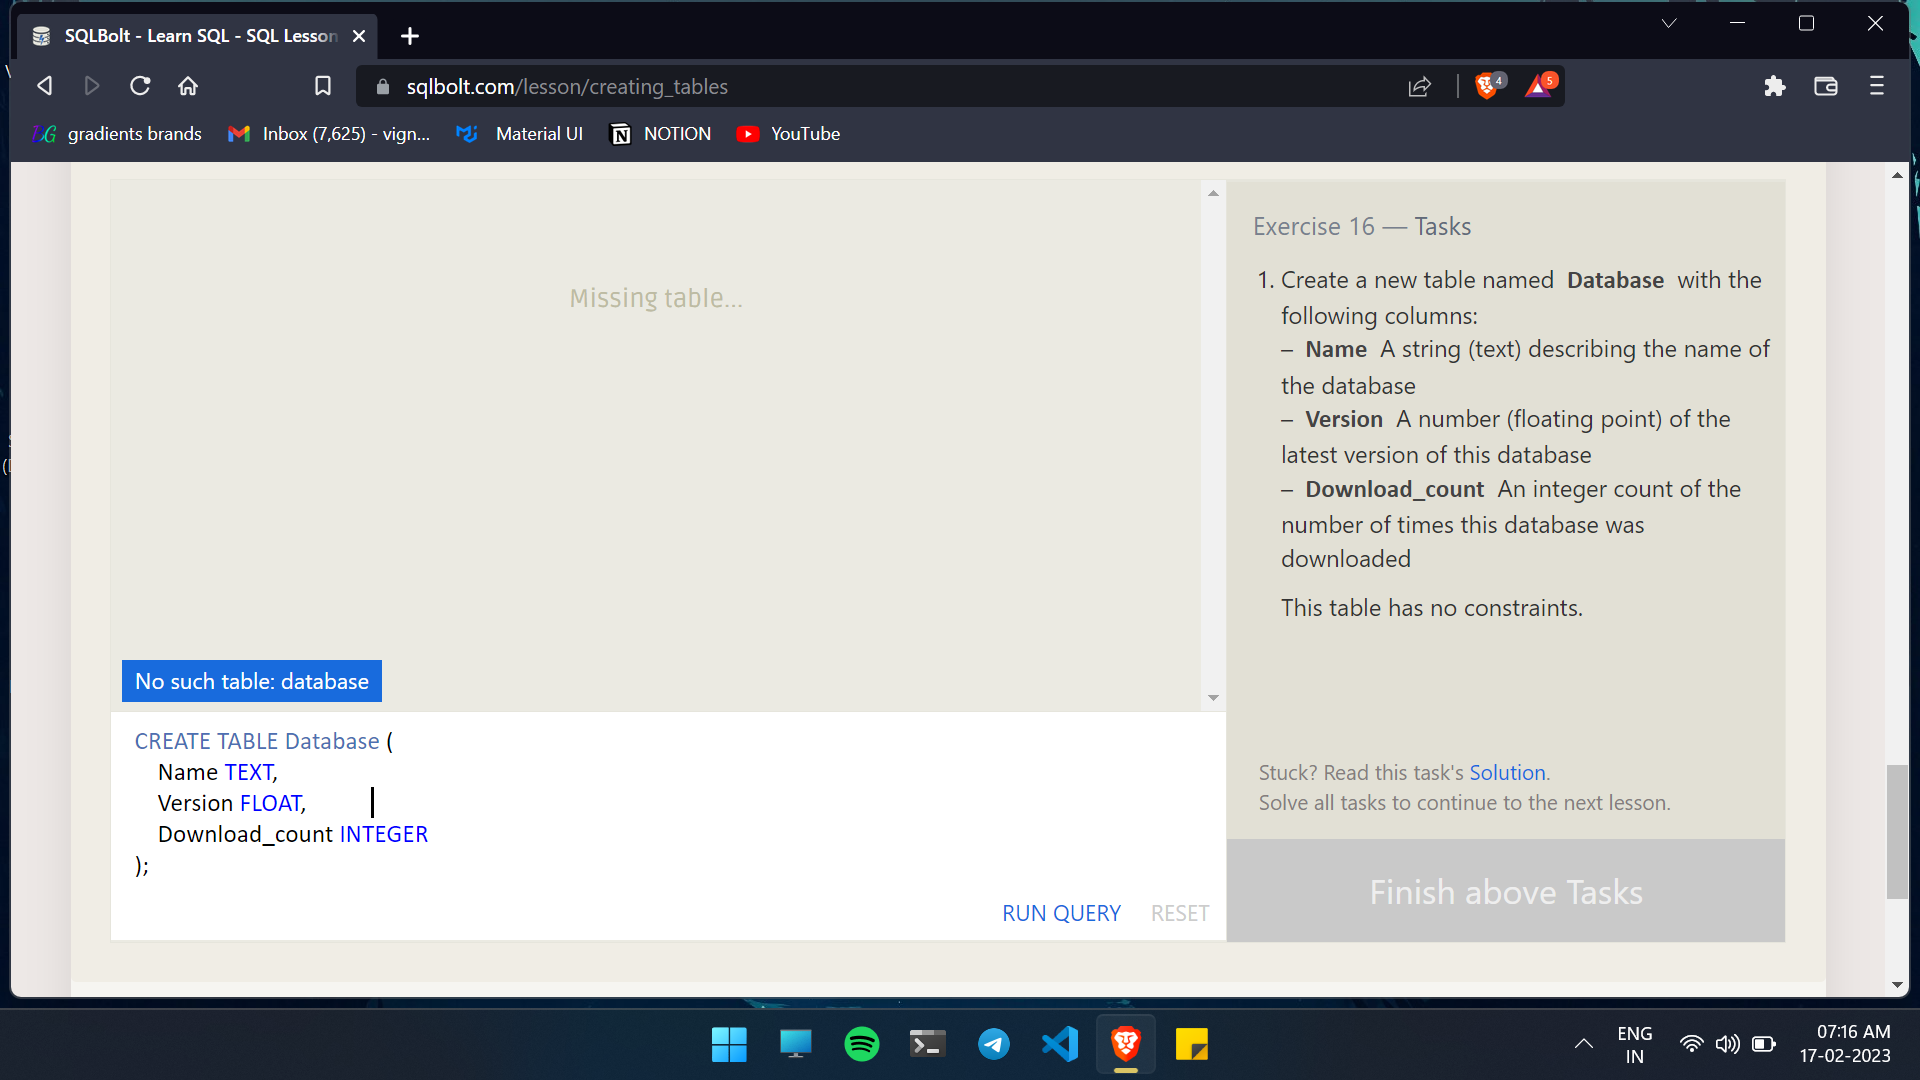 SQLBolt - Learn SQL - SQL Lesson
sqlbolt.com/lesson/creating_tables
4
5
BG gradients brands
Inbox (7,625) - vign...
Material UI
NOTION
YouTube
Missing table...
No such table: database
CREATE TABLE Database (
Name TEXT,
Version FLOAT,
Download_count INTEGER
);
RUN QUERY
RESET
Exercise 16 — Tasks
1. Create a new table named Database with the
following columns:
– Name A string (text) describing the name of
the database
– Version A number (floating point) of the
latest version of this database
– Download_count An integer count of the
number of times this database was
downloaded
This table has no constraints.
Stuck? Read this task's Solution.
Solve all tasks to continue to the next lesson.
Finish above Tasks
ENG
IN
07:16 AM
17-02-2023